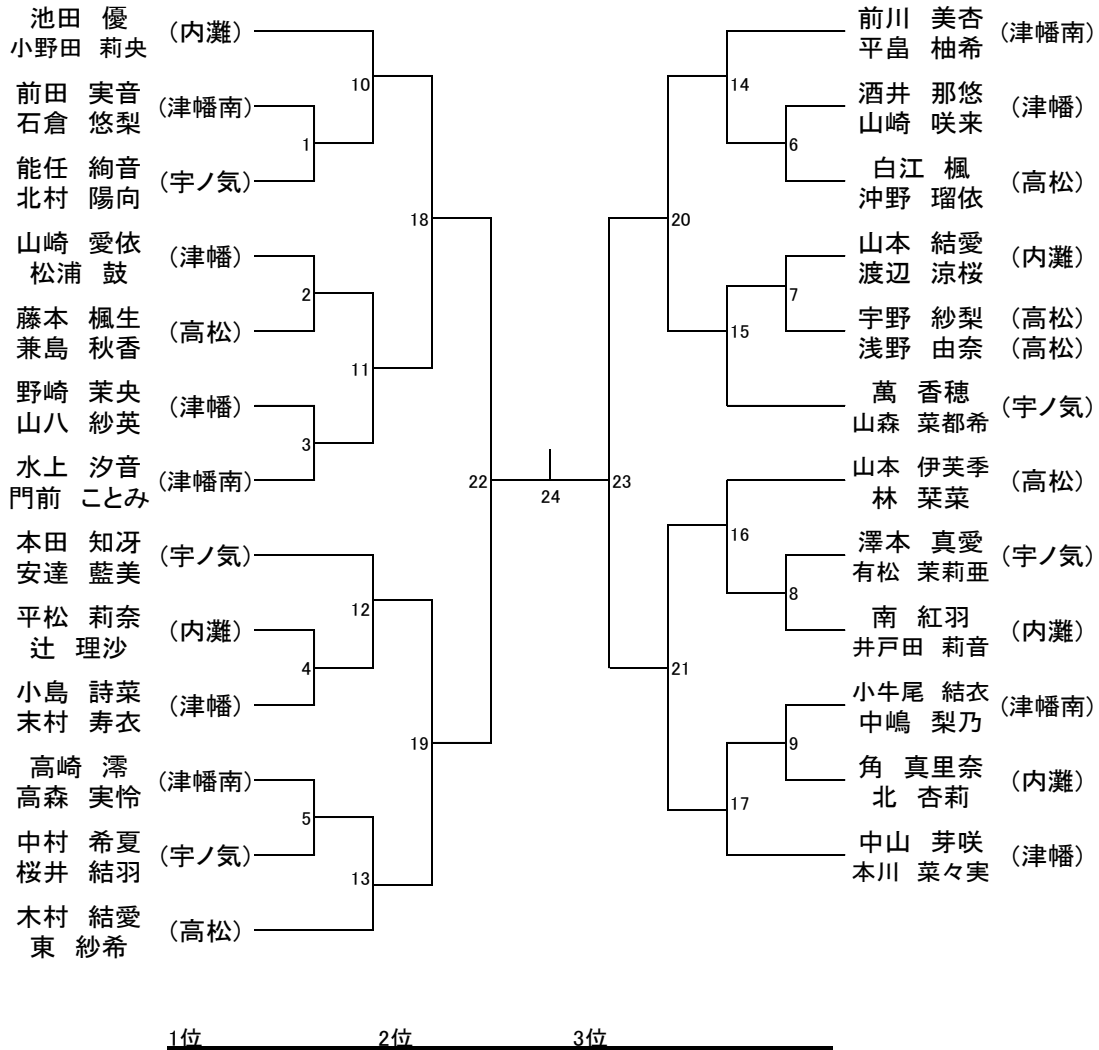 池田 優
小野田 莉央
(内灘)
前田 実音
石倉 悠梨
(津幡南)
能任 絢音
北村 陽向
(宇ノ気)
山崎 愛依
松浦 鼓
(津幡)
藤本 楓生
兼島 秋香
(高松)
野崎 茉央
山八 紗英
(津幡)
水上 汐音
門前 ことみ
(津幡南)
本田 知冴
安達 藍美
(宇ノ気)
平松 莉奈
辻 理沙
(内灘)
小島 詩菜
末村 寿衣
(津幡)
高崎 澪
高森 実怜
(津幡南)
中村 希夏
桜井 結羽
(宇ノ気)
木村 結愛
東 紗希
(高松)
1
2
3
4
5
10
11
12
13
18
19
22
24
23
20
21
14
15
16
17
6
7
8
9
前川 美杏
平畠 柚希
(津幡南)
酒井 那悠
山崎 咲来
(津幡)
白江 楓
沖野 瑠依
(高松)
山本 結愛
渡辺 涼桜
(内灘)
宇野 紗梨 (高松)
浅野 由奈 (高松)
萬 香穂
山森 菜都希
(宇ノ気)
山本 伊芙季
林 栞菜
(高松)
澤本 真愛
有松 茉莉亜
(宇ノ気)
南 紅羽
井戸田 莉音
(内灘)
小牛尾 結衣
中嶋 梨乃
(津幡南)
角 真里奈
北 杏莉
(内灘)
中山 芽咲
本川 菜々実
(津幡)
1位 2位 3位